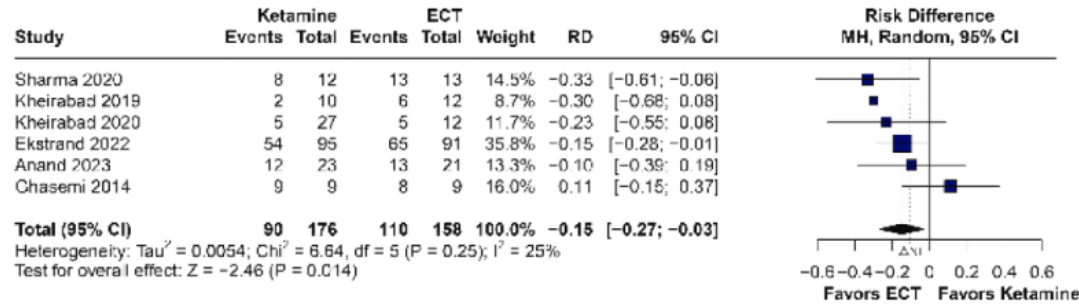 Ketamine ECT Risk Difference
Study Events Total Events Total Weight RD 95% CI MH, Random, 95% CI
Sharma 2020 8 12 13 13 14.5% −0.33 [−0.61; −0.06]
Kheirabad 2019 2 10 6 12 8.7% −0.30 [−0.68; 0.08]
Kheirabad 2020 5 27 5 12 11.7% −0.23 [−0.55; 0.08]
Ekstrand 2022 54 95 65 91 35.8% −0.15 [−0.28; −0.01]
Anand 2023 12 23 13 21 13.3% −0.10 [−0.39; 0.19]
Ghasemi 2014 9 9 8 9 16.0% 0.11 [−0.15; 0.37]
Total (95% CI) 90 176 110 158 100.0% −0.15 [−0.27; −0.03]
Heterogeneity: Tau² = 0.0054; Chi² = 6.64, df = 5 (P = 0.25); I² = 25%
Test for overall effect: Z = −2.46 (P = 0.014)
−0.6 −0.4 −0.2 0 0.2 0.4 0.6
Favors ECT Favors Ketamine